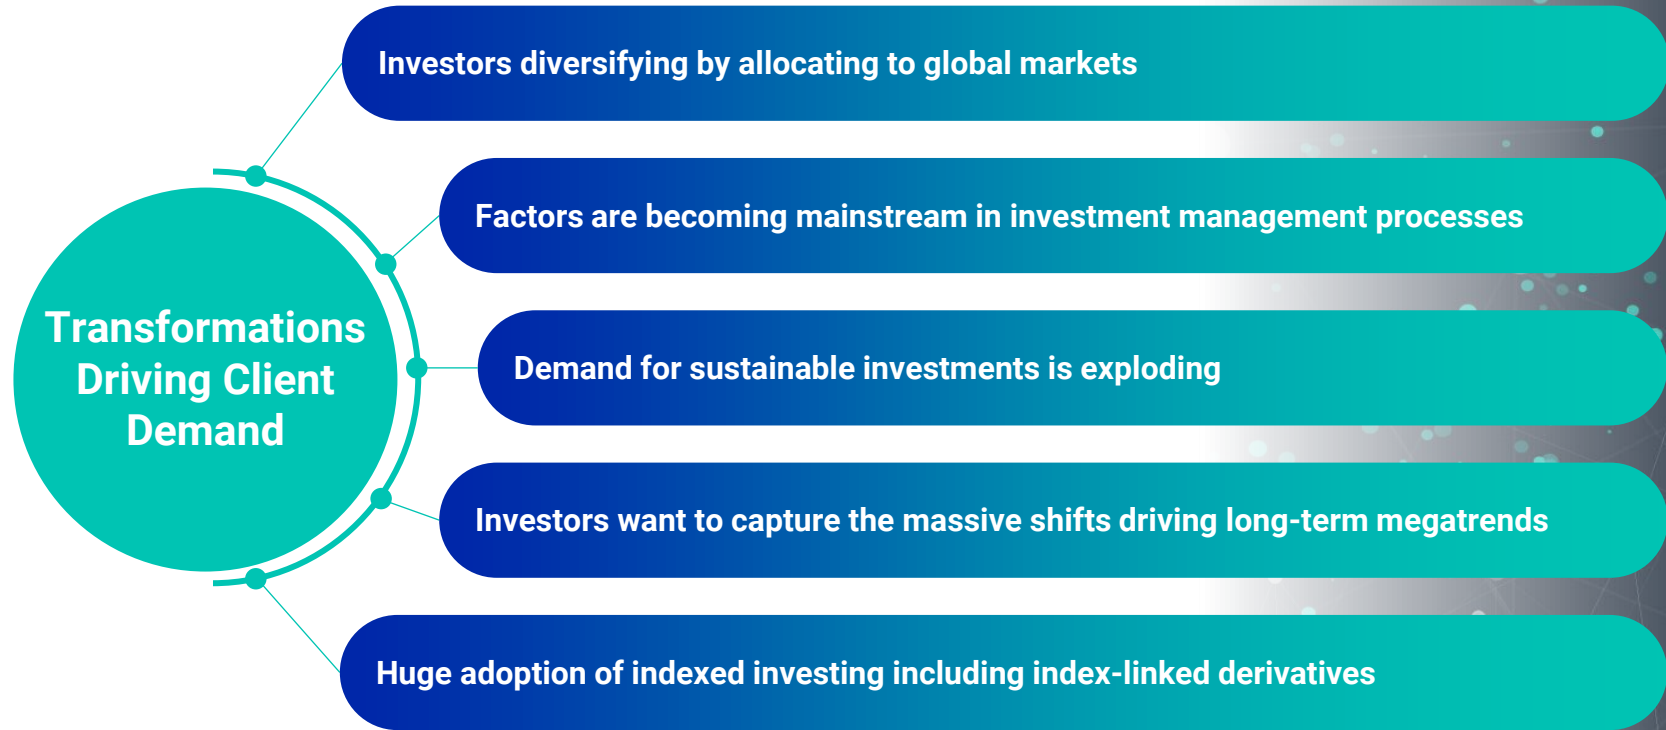 Investors diversifying by allocating to global markets
Factors are becoming mainstream in investment management processes
Transformations
Driving Client
Demand
Demand for sustainable investments is exploding
Investors want to capture the massive shifts driving long-term megatrends
Huge adoption of indexed investing including index-linked derivatives